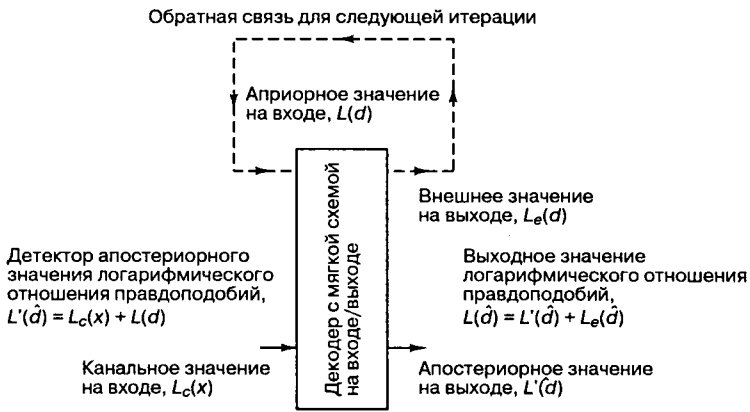 Обратная связь для следующей итерации
Априорное значение
на входе, L(d)
Декодер с мягкой схемой
на входе/выходе
Внешнее значение
на выходе, Lₑ(d)
Детектор апостериорного
значения логарифмического
отношения правдоподобий,
L'(d̂) = L_c(x) + L(d)
Выходное значение
логарифмического отношения
правдоподобий,
L(d̂) = L'(d̂) + Lₑ(d̂)
Канальное значение
на входе, L_c(x)
Апостериорное значение
на выходе, L'(d̂)